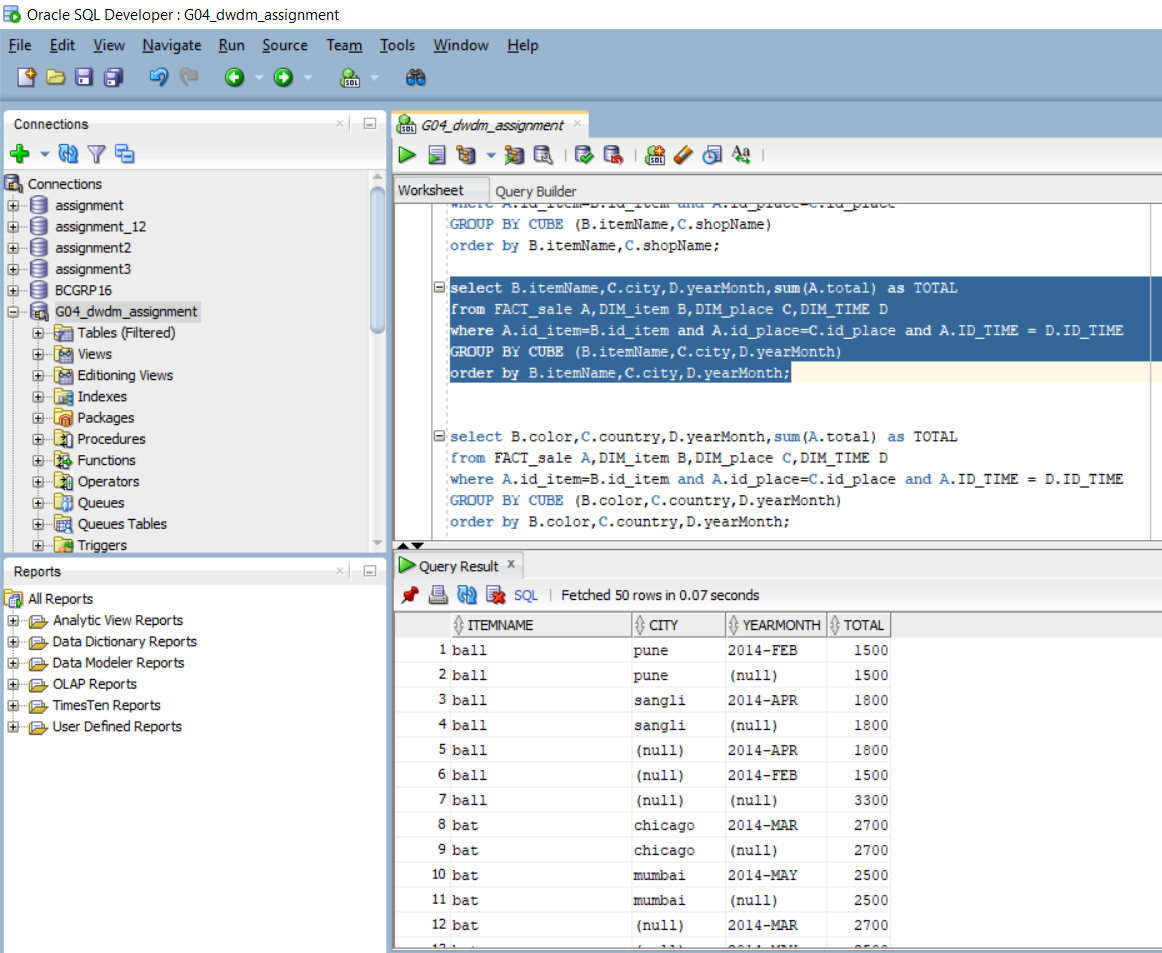 Oracle SQL Developer : G04_dwdm_assignment
File Edit View Navigate Run Source Team Tools Window Help
Connections
Connections
assignment
assignment_12
assignment2
assignment3
BCGRP16
G04_dwdm_assignment
Tables (Filtered)
Views
Editioning Views
Indexes
Packages
Procedures
Functions
Operators
Queues
Queues Tables
Triggers
Reports
All Reports
Analytic View Reports
Data Dictionary Reports
Data Modeler Reports
OLAP Reports
TimesTen Reports
User Defined Reports
G04_dwdm_assignment
Worksheet Query Builder
where A.id_item=B.id_item and A.id_place=C.id_place
GROUP BY CUBE (B.itemName,C.shopName)
order by B.itemName,C.shopName;
select B.itemName,C.city,D.yearMonth,sum(A.total) as TOTAL
from FACT_sale A,DIM_item B,DIM_place C,DIM_TIME D
where A.id_item=B.id_item and A.id_place=C.id_place and A.ID_TIME = D.ID_TIME
GROUP BY CUBE (B.itemName,C.city,D.yearMonth)
order by B.itemName,C.city,D.yearMonth;
select B.color,C.country,D.yearMonth,sum(A.total) as TOTAL
from FACT_sale A,DIM_item B,DIM_place C,DIM_TIME D
where A.id_item=B.id_item and A.id_place=C.id_place and A.ID_TIME = D.ID_TIME
GROUP BY CUBE (B.color,C.country,D.yearMonth)
order by B.color,C.country,D.yearMonth;
Query Result
SQL | Fetched 50 rows in 0.07 seconds
ITEMNAME CITY YEARMONTH TOTAL
1 ball pune 2014-FEB 1500
2 ball pune (null) 1500
3 ball sangli 2014-APR 1800
4 ball sangli (null) 1800
5 ball (null) 2014-APR 1800
6 ball (null) 2014-FEB 1500
7 ball (null) (null) 3300
8 bat chicago 2014-MAR 2700
9 bat chicago (null) 2700
10 bat mumbai 2014-MAY 2500
11 bat mumbai (null) 2500
12 bat (null) 2014-MAR 2700